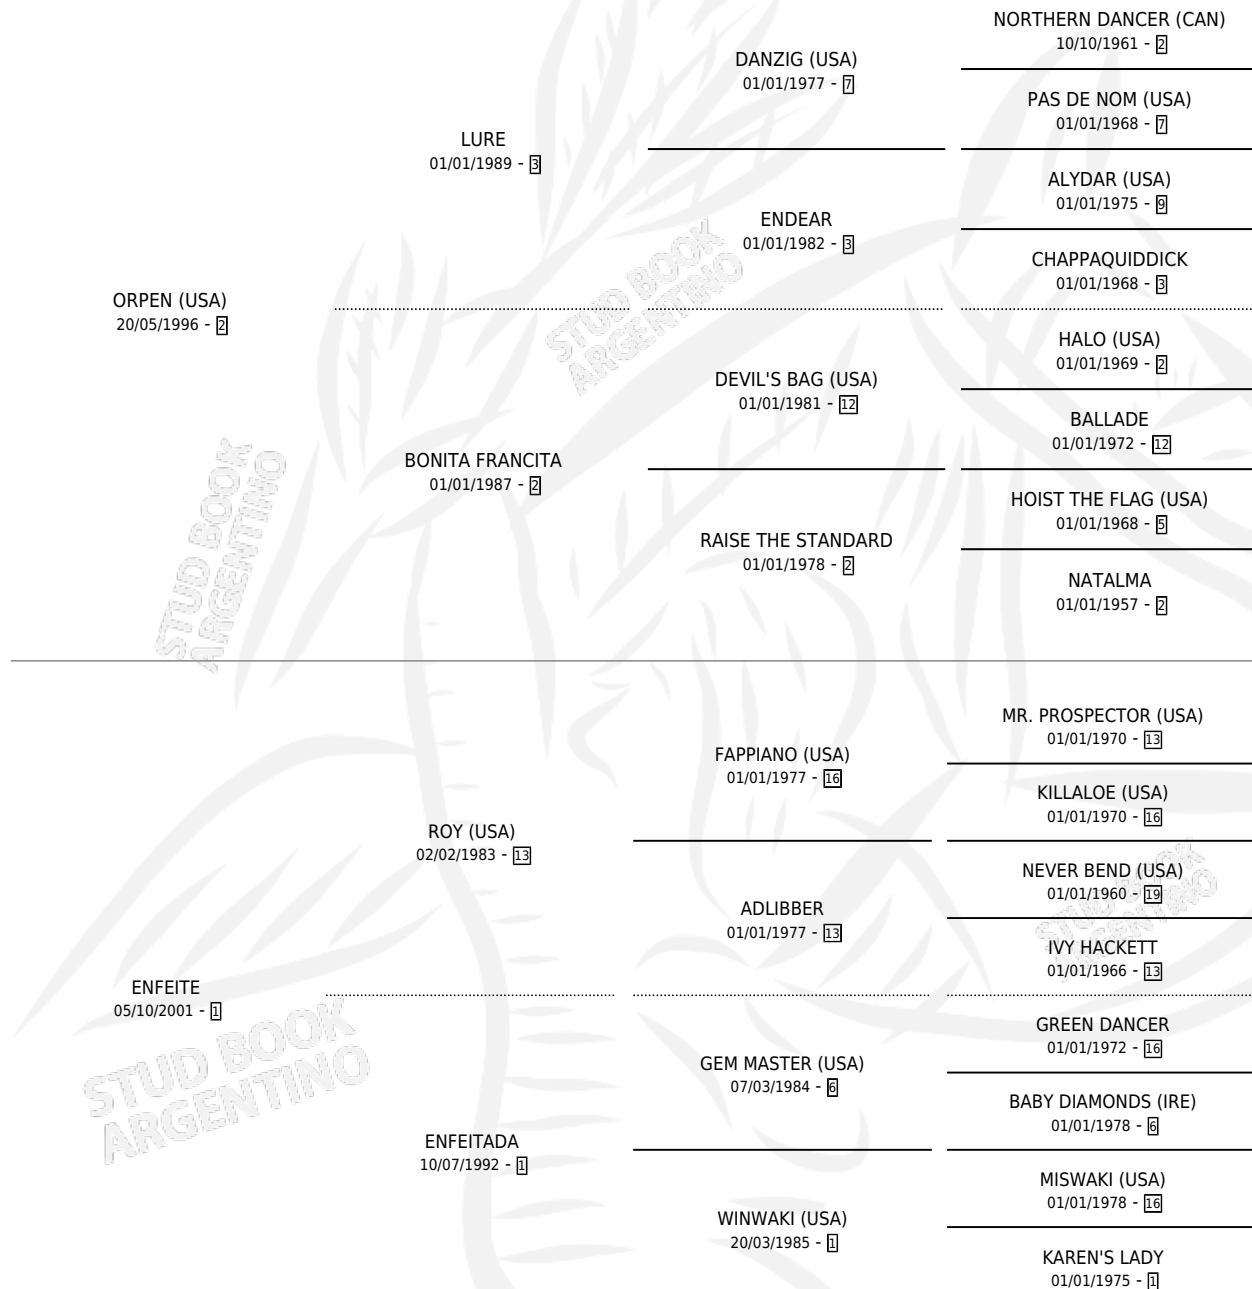 NORTHERN DANCER (CAN)
10/10/1961 - 2
DANZIG (USA)
01/01/1977 - 7
PAS DE NOM (USA)
01/01/1968 - 7
LURE
01/01/1989 - 3
ALYDAR (USA)
01/01/1975 - 9
ENDEAR
01/01/1982 - 3
CHAPPAQUIDDICK
01/01/1968 - 3
ORPEN (USA)
20/05/1996 - 2
HALO (USA)
01/01/1969 - 2
DEVIL'S BAG (USA)
01/01/1981 - 12
BALLADE
01/01/1972 - 12
BONITA FRANCITA
01/01/1987 - 2
HOIST THE FLAG (USA)
01/01/1968 - 5
RAISE THE STANDARD
01/01/1978 - 2
NATALMA
01/01/1957 - 2
MR. PROSPECTOR (USA)
01/01/1970 - 13
FAPPIANO (USA)
01/01/1977 - 16
KILLALOE (USA)
01/01/1970 - 16
ROY (USA)
02/02/1983 - 13
NEVER BEND (USA)
01/01/1960 - 19
ADLIBBER
01/01/1977 - 13
IVY HACKETT
01/01/1966 - 13
ENFEITE
05/10/2001 - 1
GREEN DANCER
01/01/1972 - 16
GEM MASTER (USA)
07/03/1984 - 6
BABY DIAMONDS (IRE)
01/01/1978 - 6
ENFEITADA
10/07/1992 - 1
MISWAKI (USA)
01/01/1978 - 16
WINWAKI (USA)
20/03/1985 - 1
KAREN'S LADY
01/01/1975 - 1
STUD BOOK
ARGENTINO
STUD BOOK
ARGENTINO
STUD BOOK
ARGENTINO
STUD BOOK
ARGENTINO